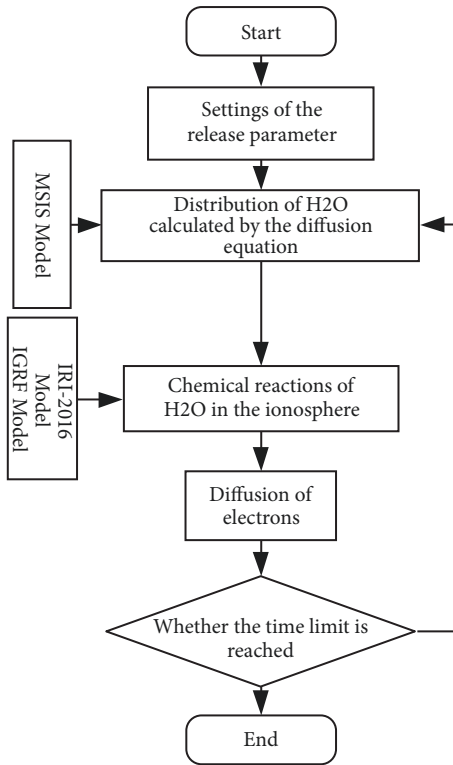 Start
Settings of the
release parameter
MSIS Model
Distribution of H2O
calculated by the diffusion
equation
IRI-2016
Model
IGRF Model
Chemical reactions of
H2O in the ionosphere
Diffusion of
electrons
Whether the time limit is
reached
End